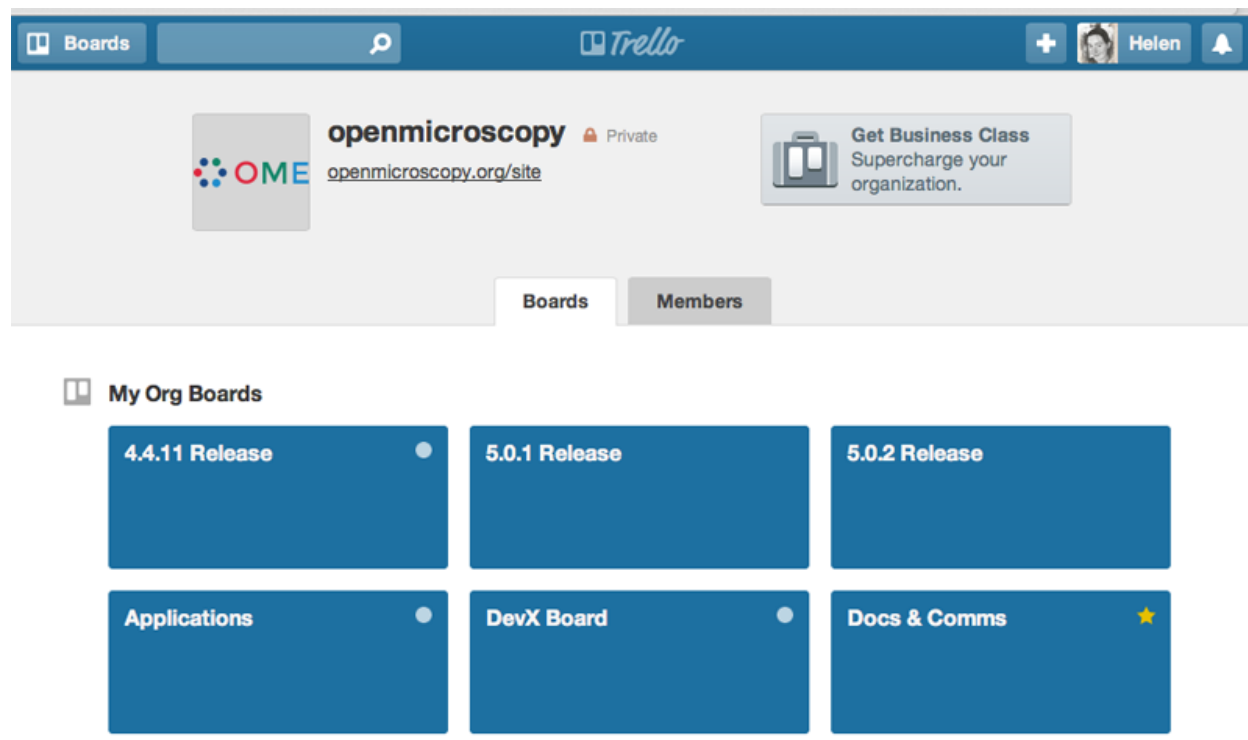 Boards
Trello
Helen
openmicroscopy Private
openmicroscopy.org/site
OME
Get Business Class
Supercharge your
organization.
Boards Members
My Org Boards
4.4.11 Release
5.0.1 Release
5.0.2 Release
Applications
DevX Board
Docs & Comms